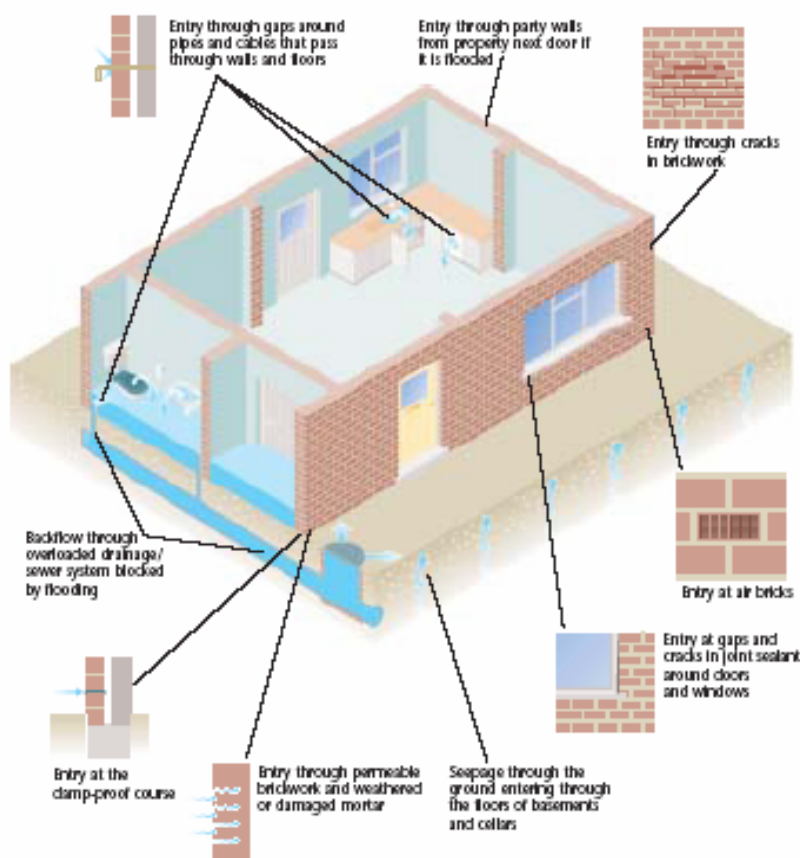 Entry through gaps around
pipes and cables that pass
through walls and floors
Entry through party walls
from property next door if
it is flooded
Entry through cracks
in brickwork
Backflow through
overloaded drainage/
sewer system blocked
by flooding
Entry at air bricks
Entry at gaps and
cracks in joint sealant
around doors
and windows
Entry at the
damp-proof course
Entry through permeable
brickwork and weathered
or damaged mortar
Seepage through the
ground entering through
the floors of basements
and cellars